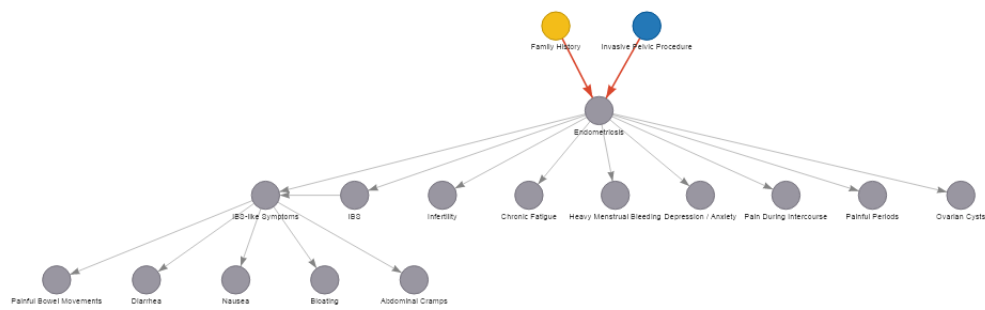 Family History
Invasive Pelvic Procedure
Endometriosis
IBS-like Symptoms
IBS
Infertility
Chronic Fatigue
Heavy Menstrual Bleeding
Depression / Anxiety
Pain During Intercourse
Painful Periods
Ovarian Cysts
Painful Bowel Movements
Diarrhea
Nausea
Bloating
Abdominal Cramps